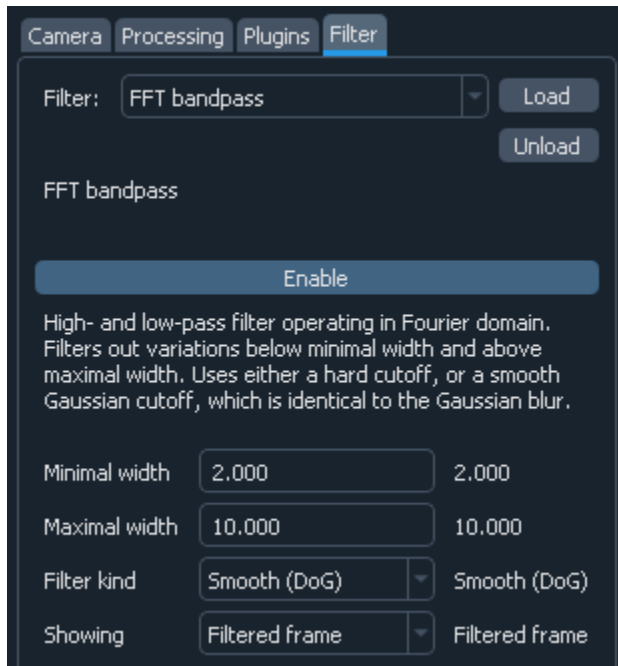 Camera Processing Plugins Filter
Filter: FFT bandpass Load
Unload
FFT bandpass
Enable
High- and low-pass filter operating in Fourier domain.
Filters out variations below minimal width and above
maximal width. Uses either a hard cutoff, or a smooth
Gaussian cutoff, which is identical to the Gaussian blur.
Minimal width 2.000 2.000
Maximal width 10.000 10.000
Filter kind Smooth (DoG) Smooth (DoG)
Showing Filtered frame Filtered frame